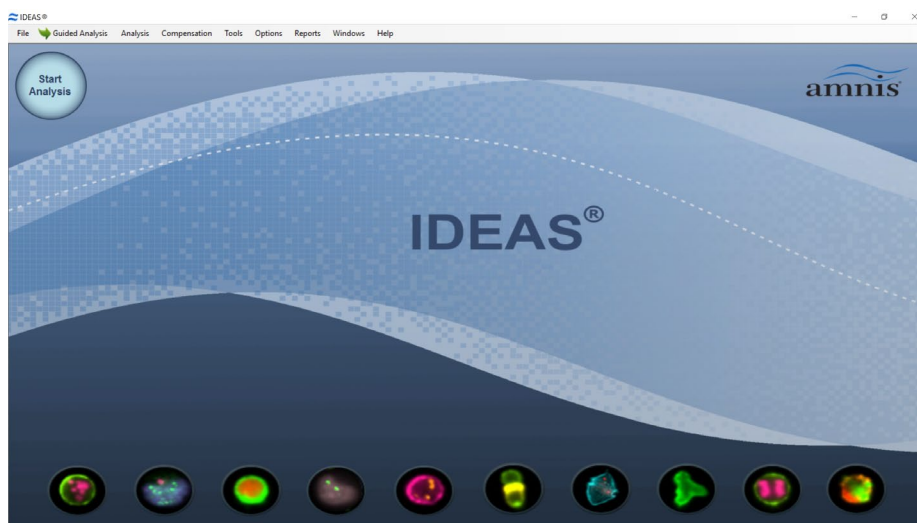 IDEAS®
File Guided Analysis Analysis Compensation Tools Options Reports Windows Help
Start
Analysis
amnis
IDEAS®